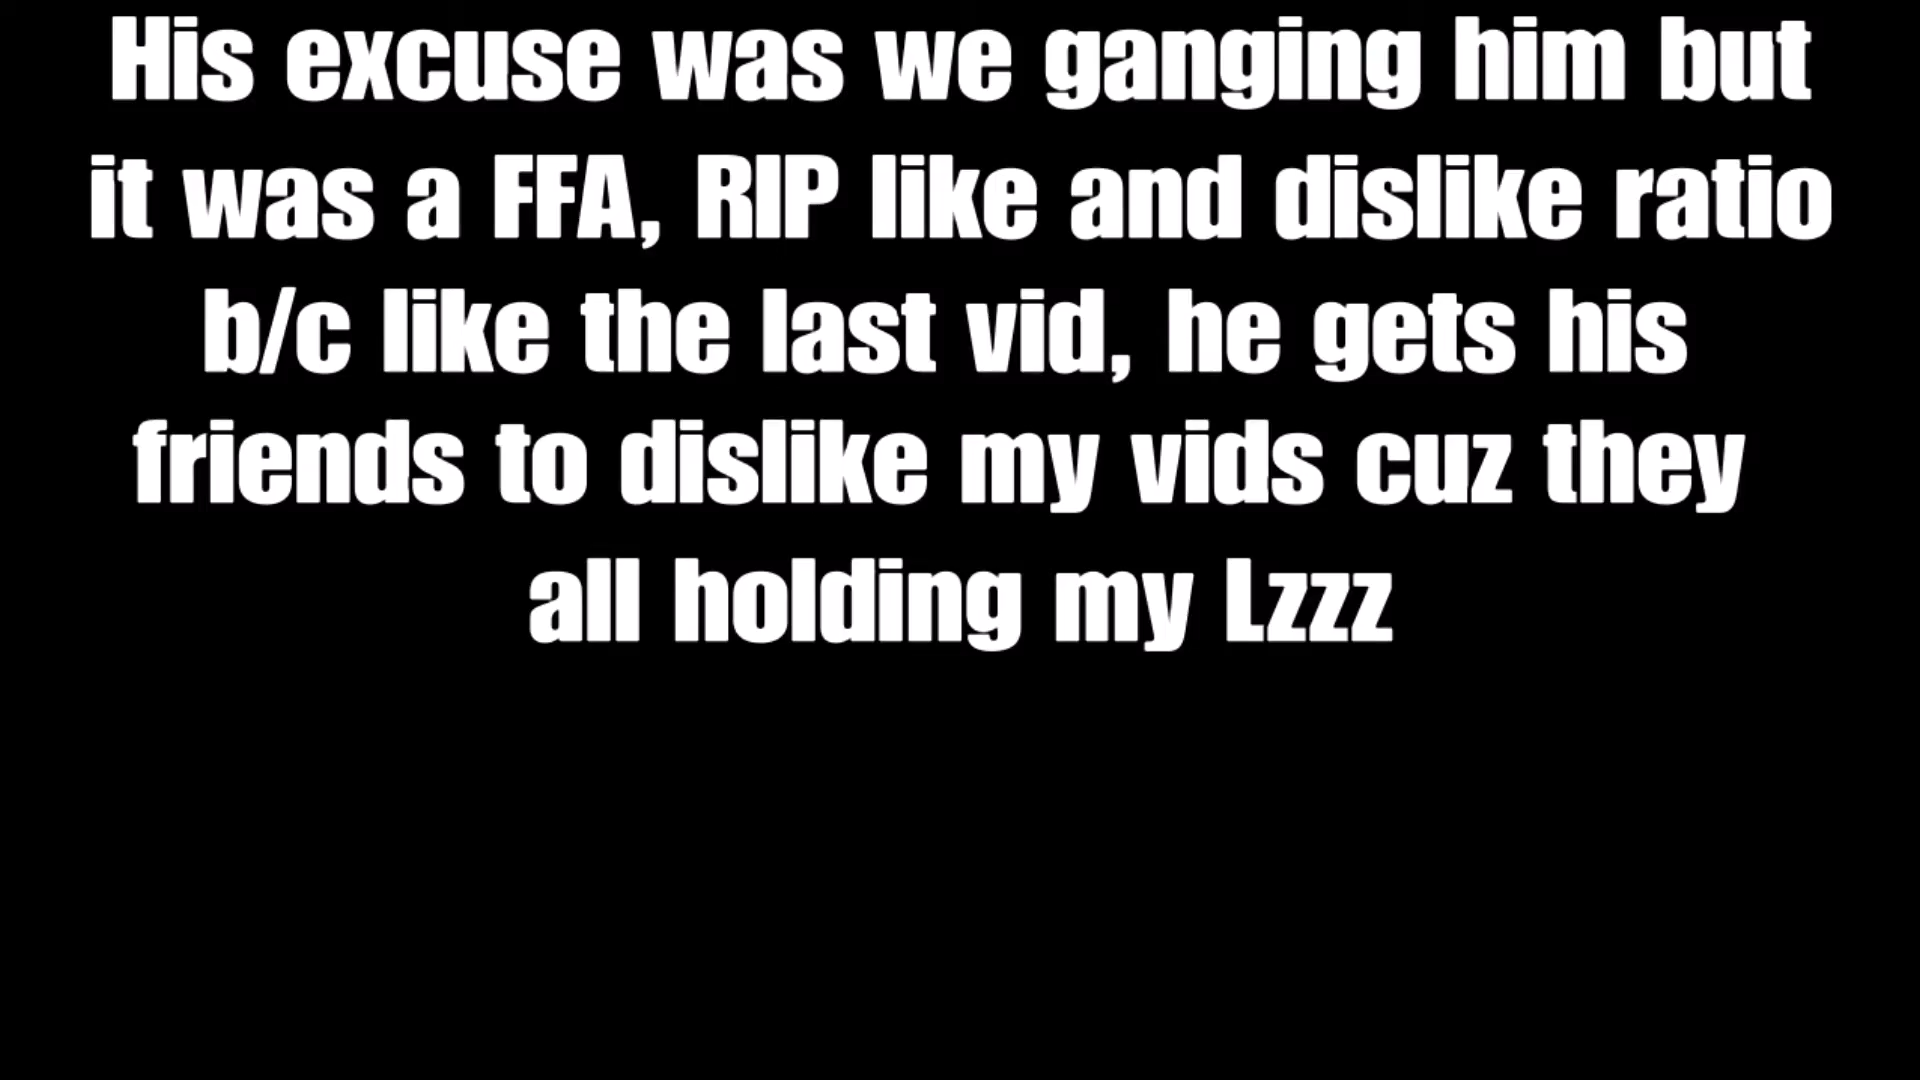 His excuse was we ganging him but
it was a FFA, RIP like and dislike ratio
b/c like the last vid, he gets his
friends to dislike my vids cuz they
all holding my Lzzz